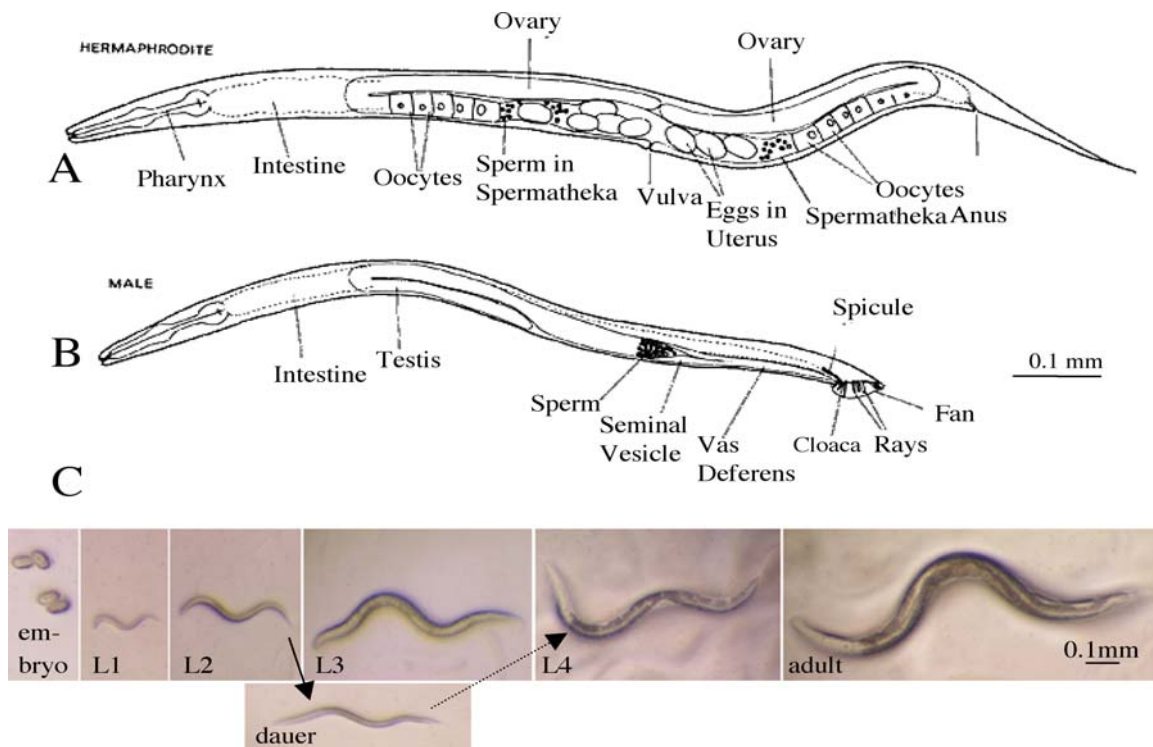 HERMAPHRODITE
Ovary
Ovary
A
Pharynx
Intestine
Oocytes
Sperm in
Spermatheka
Vulva
Eggs in
Uterus
Spermatheka
Oocytes
Anus
MALE
B
Intestine
Testis
Sperm
Seminal
Vesicle
Vas
Deferens
Spicule
Cloaca
Rays
Fan
0.1 mm
C
em-
bryo
L1
L2
L3
L4
adult
0.1mm
dauer